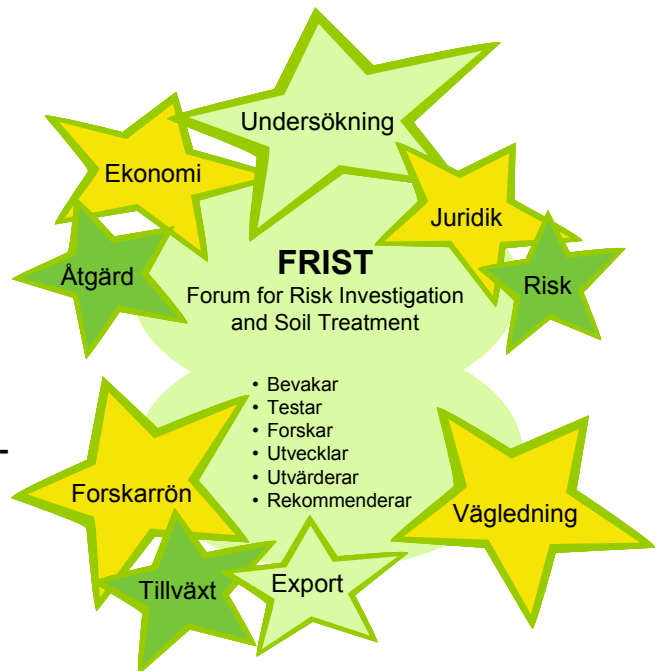 Undersökning
Ekonomi
Juridik
Åtgärd
Risk
FRIST
Forum for Risk Investigation
and Soil Treatment
• Bevakar
• Testar
• Forskar
• Utvecklar
• Utvärderar
• Rekommenderar
-
Forskarrön
Vägledning
Tillväxt
Export